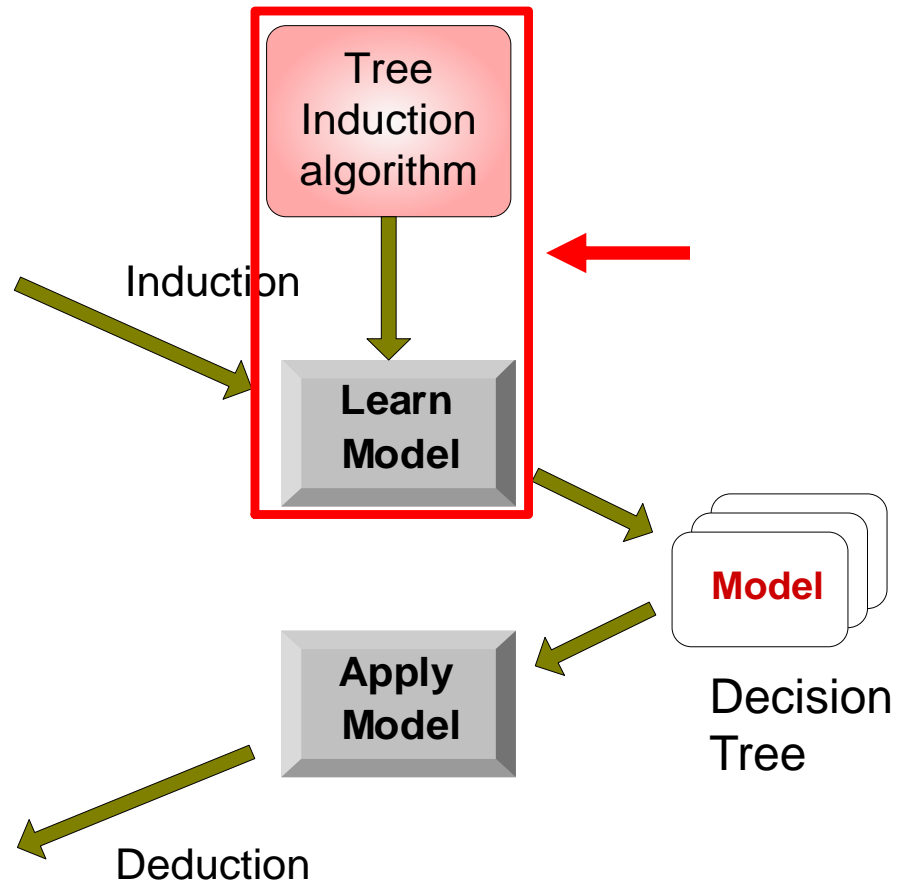 Tree
Induction
algorithm
Induction
Learn
Model
Model
Apply
Model
Decision
Tree
Deduction